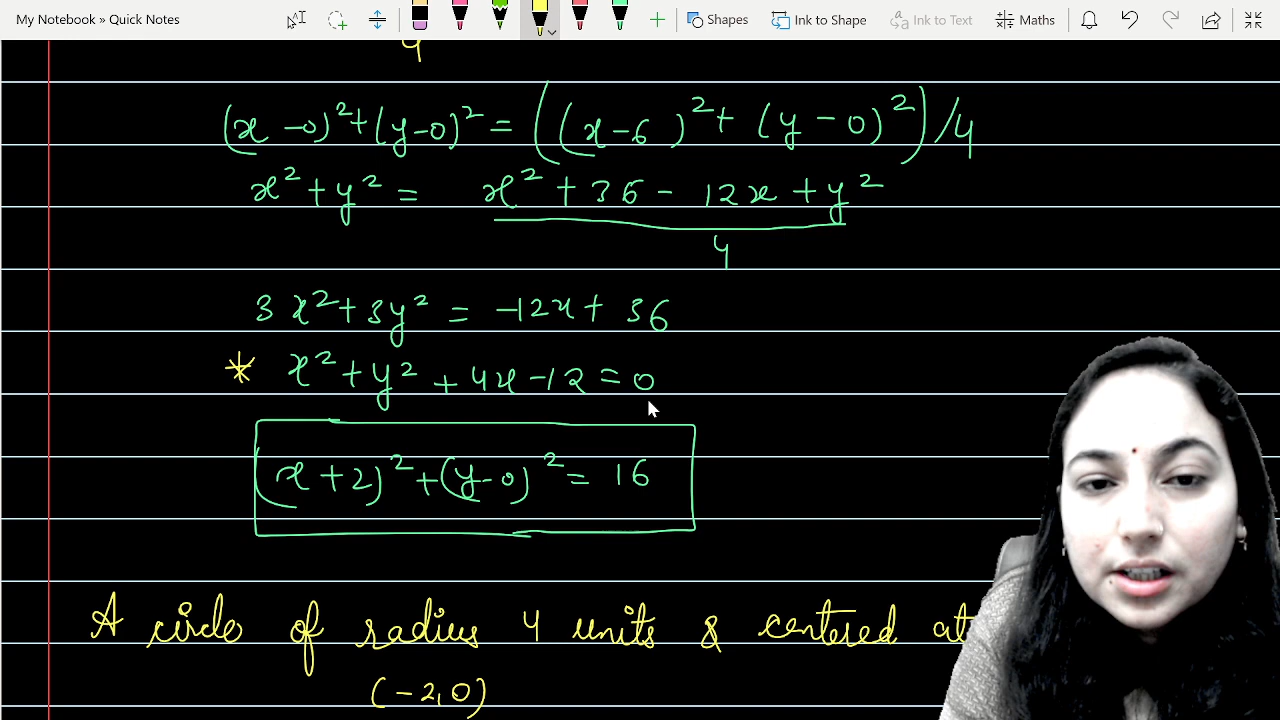 My Notebook » Quick Notes Shapes Ink to Shape Ink to Text Maths
4
(x-0)²+(y-0)² = ((x-6)²+(y-0)²)/4
x²+y² = x²+36-12x+y²
4
3x²+3y² = -12x+36
* x²+y²+4x-12=0
(x+2)²+(y-0)²=16
A circle of radius 4 units & centered at
(-2,0)